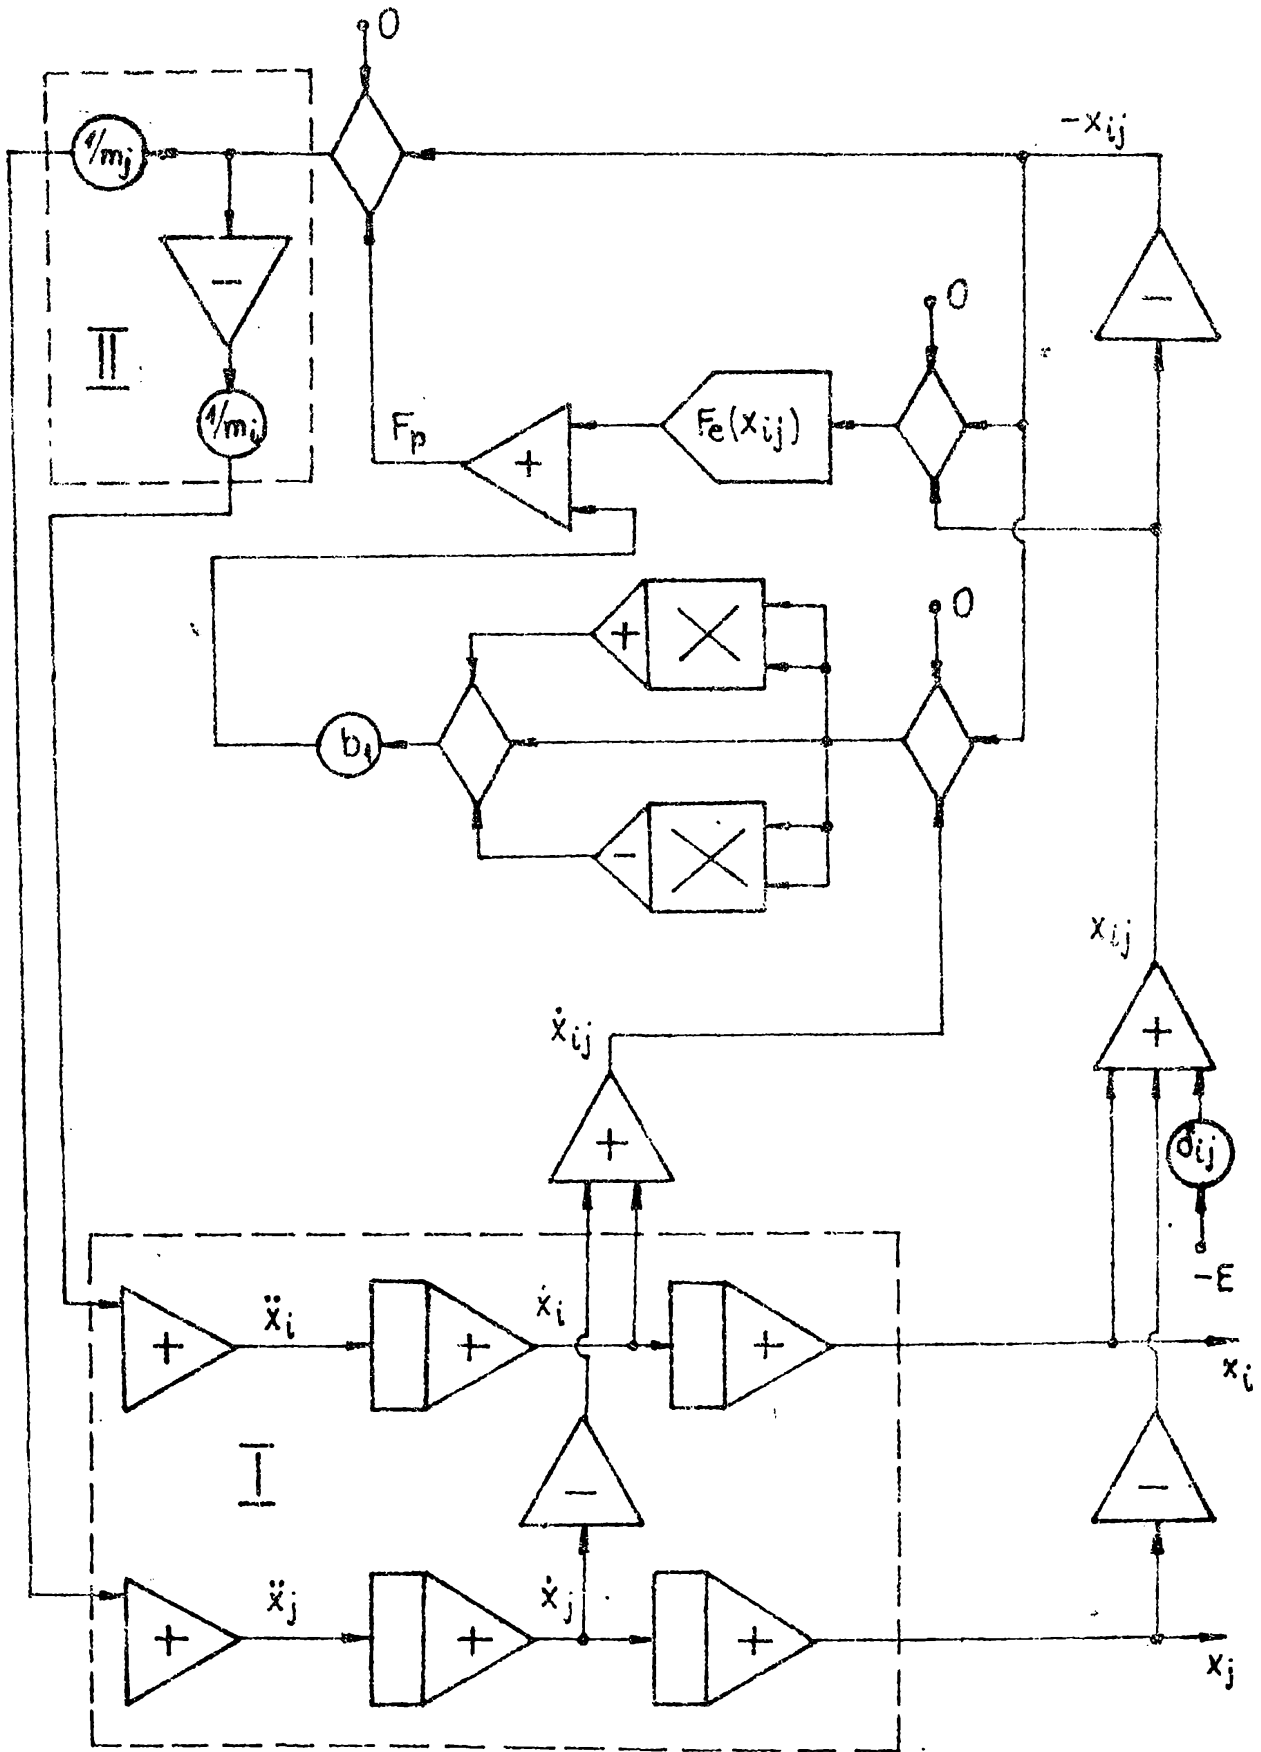 0
1/mj
-xij
II
1/mi
0
Fp
+
Fe(xij)
-
-
0
+
b1
-
xij
ẋij
+
+
δij
-E
ẍi
ẋi
+
+
+
xi
I
-
-
ẍj
ẋj
+
+
+
xj